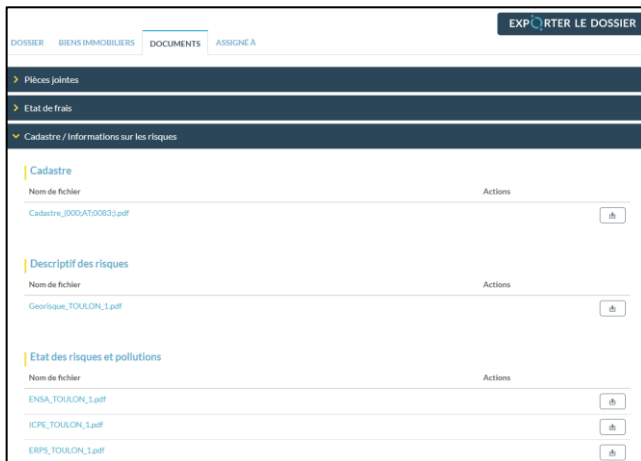 EXPORTER LE DOSSIER
DOSSIER BIENS IMMOBILIERS DOCUMENTS ASSIGNÉ À
Pièces jointes
Etat de frais
Cadastre / Informations sur les risques
Cadastre
Nom de fichier Actions
Cadastre_(000;AT;0083;).pdf
Descriptif des risques
Nom de fichier Actions
Georisque_TOULON_1.pdf
Etat des risques et pollutions
Nom de fichier Actions
ENSA_TOULON_1.pdf
ICPE_TOULON_1.pdf
ERPS_TOULON_1.pdf